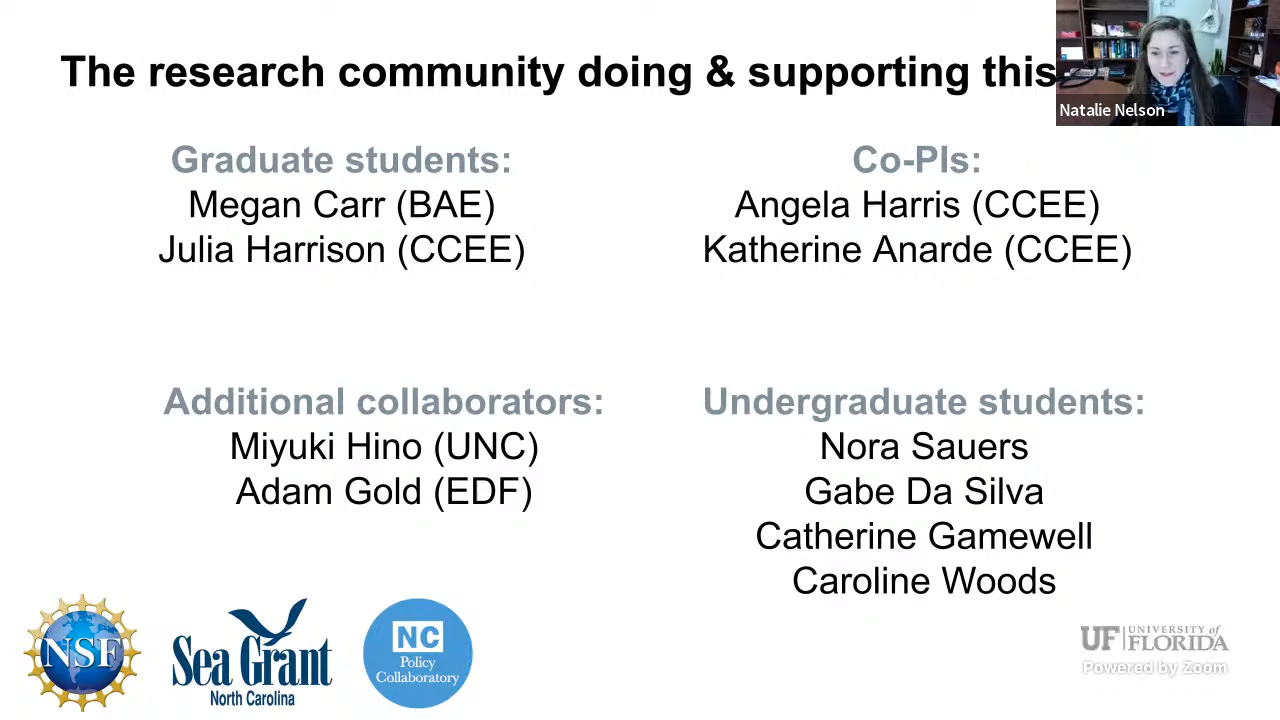 The research community doing & supporting this
Natalie Nelson
Graduate students:
Megan Carr (BAE)
Julia Harrison (CCEE)
Co-PIs:
Angela Harris (CCEE)
Katherine Anarde (CCEE)
Additional collaborators:
Miyuki Hino (UNC)
Adam Gold (EDF)
Undergraduate students:
Nora Sauers
Gabe Da Silva
Catherine Gamewell
Caroline Woods
NSF
Sea Grant
North Carolina
NC
Policy
Collaboratory
UF UNIVERSITY of
FLORIDA
Powered by Zoom